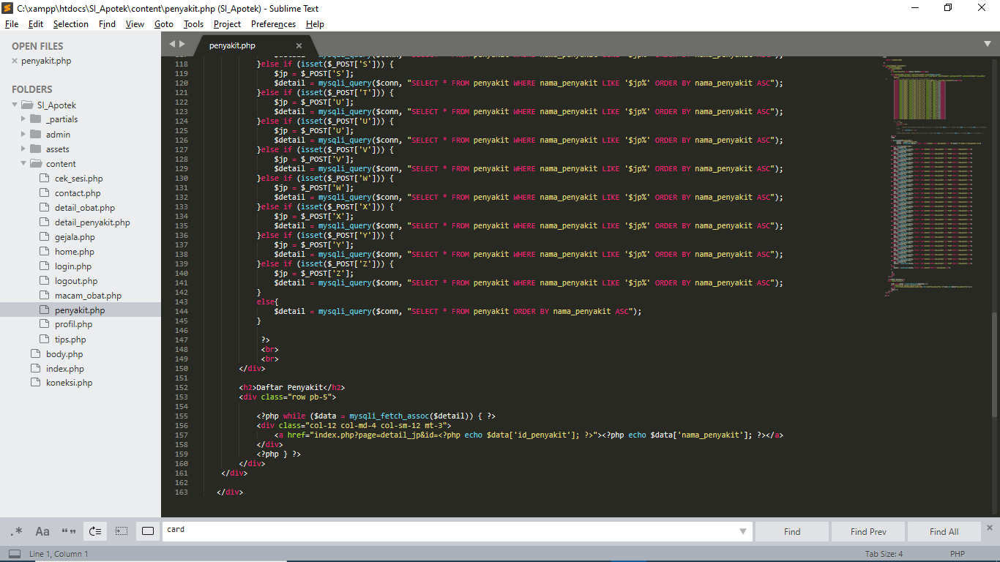 C:\xampp\htdocs\SI_Apotek\content\penyakit.php (SI_Apotek) - Sublime Text
File Edit Selection Find View Goto Tools Project Preferences Help
OPEN FILES
penyakit.php
FOLDERS
SI_Apotek
_partials
admin
assets
content
cek_sesi.php
contact.php
detail_obat.php
detail_penyakit.php
gejala.php
home.php
login.php
logout.php
macam_obat.php
penyakit.php
profil.php
tips.php
body.php
index.php
koneksi.php
penyakit.php
118 }else if (isset($_POST['S'])) {
119 $jp = $_POST['S'];
120 $detail = mysqli_query($conn, "SELECT * FROM penyakit WHERE nama_penyakit LIKE '$jp%' ORDER BY nama_penyakit ASC");
121 }else if (isset($_POST['T'])) {
122 $jp = $_POST['U'];
123 $detail = mysqli_query($conn, "SELECT * FROM penyakit WHERE nama_penyakit LIKE '$jp%' ORDER BY nama_penyakit ASC");
124 }else if (isset($_POST['U'])) {
125 $jp = $_POST['U'];
126 $detail = mysqli_query($conn, "SELECT * FROM penyakit WHERE nama_penyakit LIKE '$jp%' ORDER BY nama_penyakit ASC");
127 }else if (isset($_POST['V'])) {
128 $jp = $_POST['V'];
129 $detail = mysqli_query($conn, "SELECT * FROM penyakit WHERE nama_penyakit LIKE '$jp%' ORDER BY nama_penyakit ASC");
130 }else if (isset($_POST['W'])) {
131 $jp = $_POST['W'];
132 $detail = mysqli_query($conn, "SELECT * FROM penyakit WHERE nama_penyakit LIKE '$jp%' ORDER BY nama_penyakit ASC");
133 }else if (isset($_POST['X'])) {
134 $jp = $_POST['X'];
135 $detail = mysqli_query($conn, "SELECT * FROM penyakit WHERE nama_penyakit LIKE '$jp%' ORDER BY nama_penyakit ASC");
136 }else if (isset($_POST['Y'])) {
137 $jp = $_POST['Y'];
138 $detail = mysqli_query($conn, "SELECT * FROM penyakit WHERE nama_penyakit LIKE '$jp%' ORDER BY nama_penyakit ASC");
139 }else if (isset($_POST['Z'])) {
140 $jp = $_POST['Z'];
141 $detail = mysqli_query($conn, "SELECT * FROM penyakit WHERE nama_penyakit LIKE '$jp%' ORDER BY nama_penyakit ASC");
142 }
143 else{
144 $detail = mysqli_query($conn, "SELECT * FROM penyakit ORDER BY nama_penyakit ASC");
145 }
146
147 ?>
148 <br>
149 <br>
150 </div>
151
152 <h2>Daftar Penyakit</h2>
153 <div class="row pb-5">
154
155 <?php while ($data = mysqli_fetch_assoc($detail)) { ?>
156 <div class="col-12 col-md-4 col-sm-12 mt-3">
157 <a href="index.php?page=detail_jp&id=<?php echo $data['id_penyakit']; ?>"><?php echo $data['nama_penyakit']; ?></a>
158 </div>
159 <?php } ?>
160 </div>
161 </div>
162
163 </div>
.* Aa “” card Find Find Prev Find All
Line 1, Column 1 Tab Size: 4 PHP